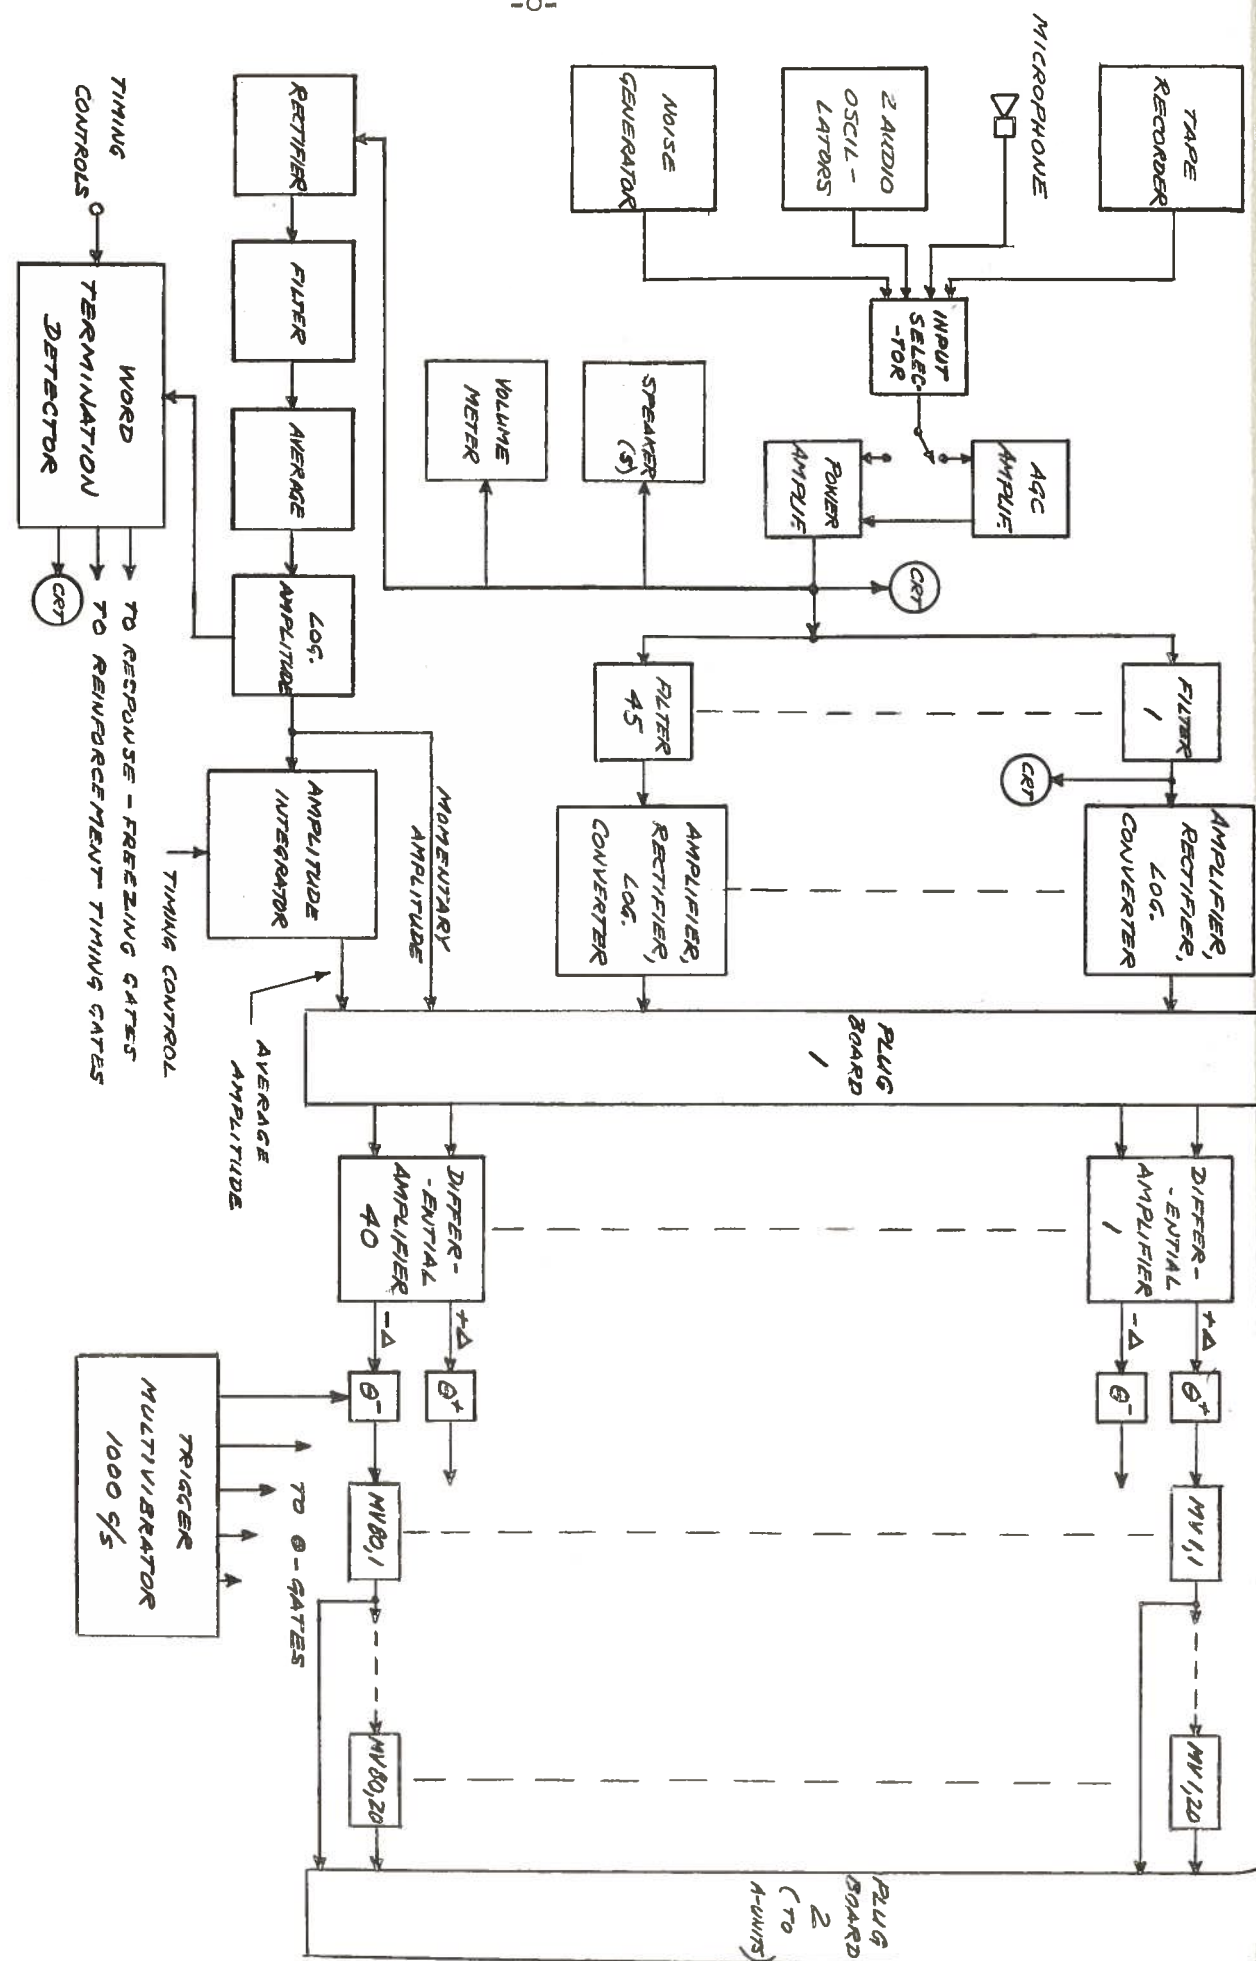 -8-
TAPE
RECORDER
MICROPHONE
2 AUDIO
OSCIL-
LATORS
NOISE
GENERATOR
INPUT
SELEC-
-TOR
AGC
AMPLIF.
POWER
AMPLIF.
SPEAKER
(S)
VOLUME
METER
CRT
FILTER
1
FILTER
45
CRT
AMPLIFIER,
RECTIFIER,
LOG.
CONVERTER
AMPLIFIER,
RECTIFIER,
LOG.
CONVERTER
RECTIFIER
FILTER
AVERAGE
LOG.
AMPLITUDE
MOMENTARY
AMPLITUDE
AMPLITUDE
INTEGRATOR
TIMING CONTROL
AVERAGE
AMPLITUDE
TIMING
CONTROLS
WORD
TERMINATION
DETECTOR
TO RESPONSE-FREEZING GATES
TO REINFORCEMENT TIMING GATES
CRT
PLUG
BOARD
1
DIFFER-
-ENTIAL
AMPLIFIER
1
+Δ
-Δ
θ+
θ-
DIFFER-
-ENTIAL
AMPLIFIER
40
+Δ
-Δ
θ+
θ-
MV1,1
MV80,1
MV1,20
MV80,20
TRIGGER
MULTIVIBRATOR
1000 C/S
TO θ-GATES
PLUG
BOARD
2
(TO
A-UNITS)